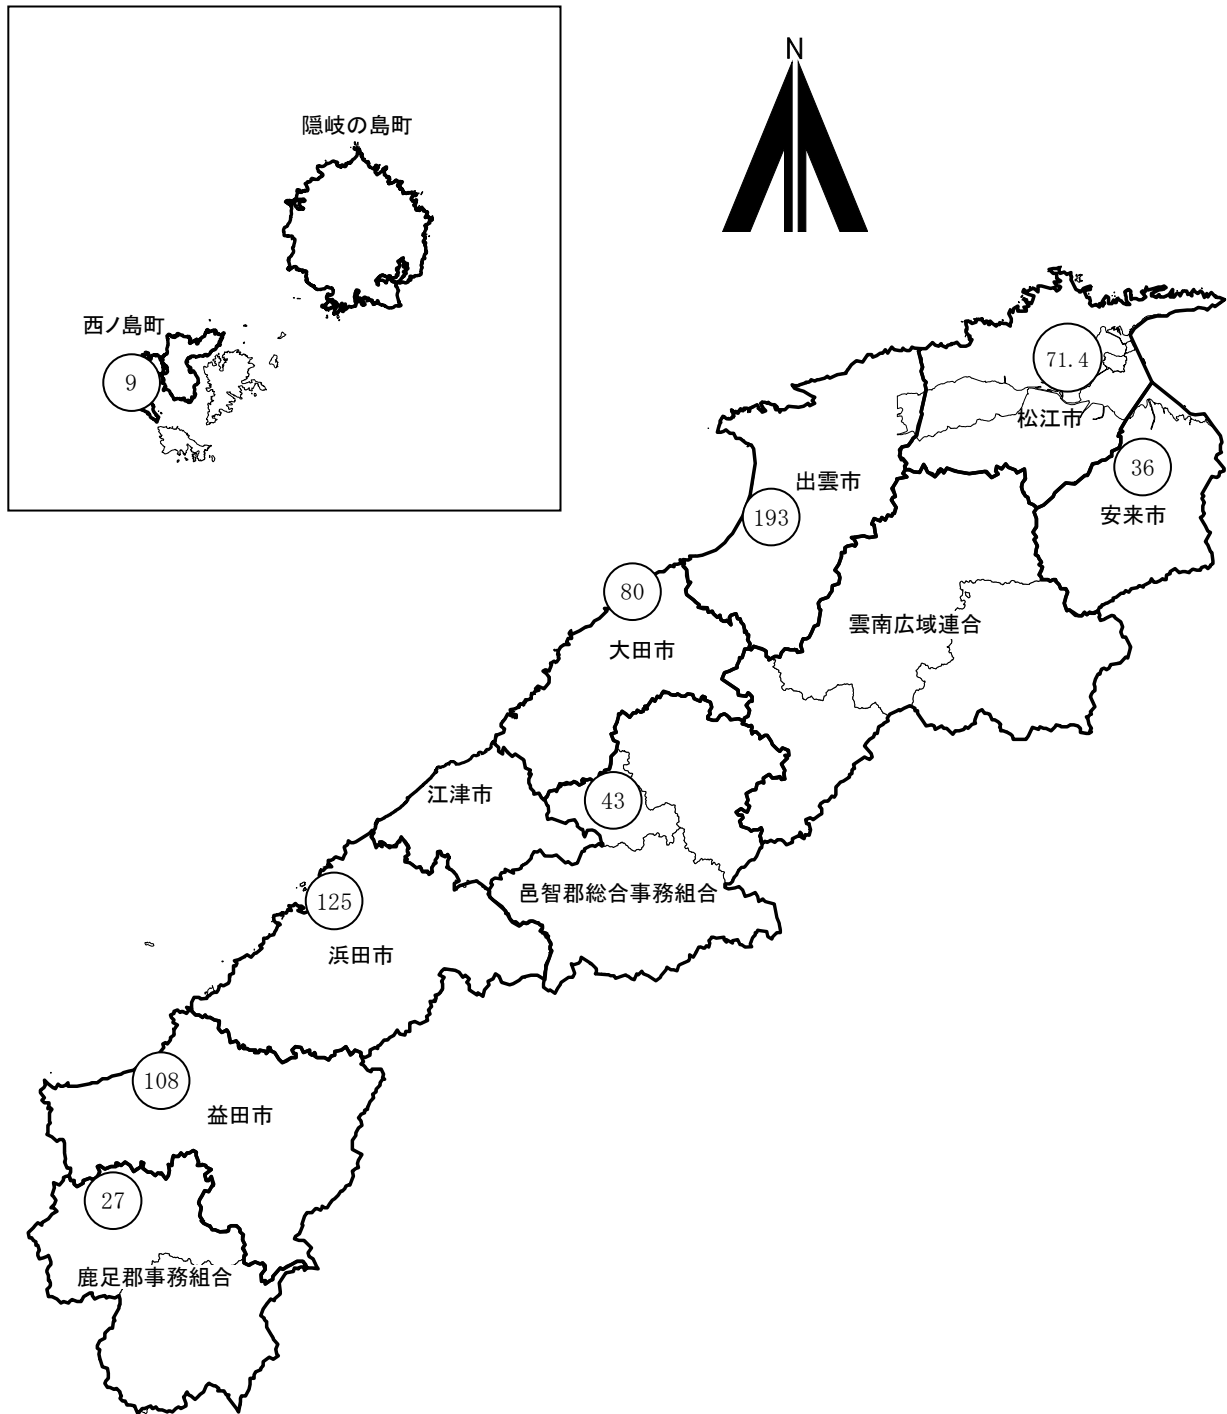 N
隠岐の島町
西ノ島町
9
71.4
松江市
36
安来市
出雲市
193
80
大田市
雲南広域連合
江津市
43
邑智郡総合事務組合
125
浜田市
108
益田市
27
鹿足郡事務組合